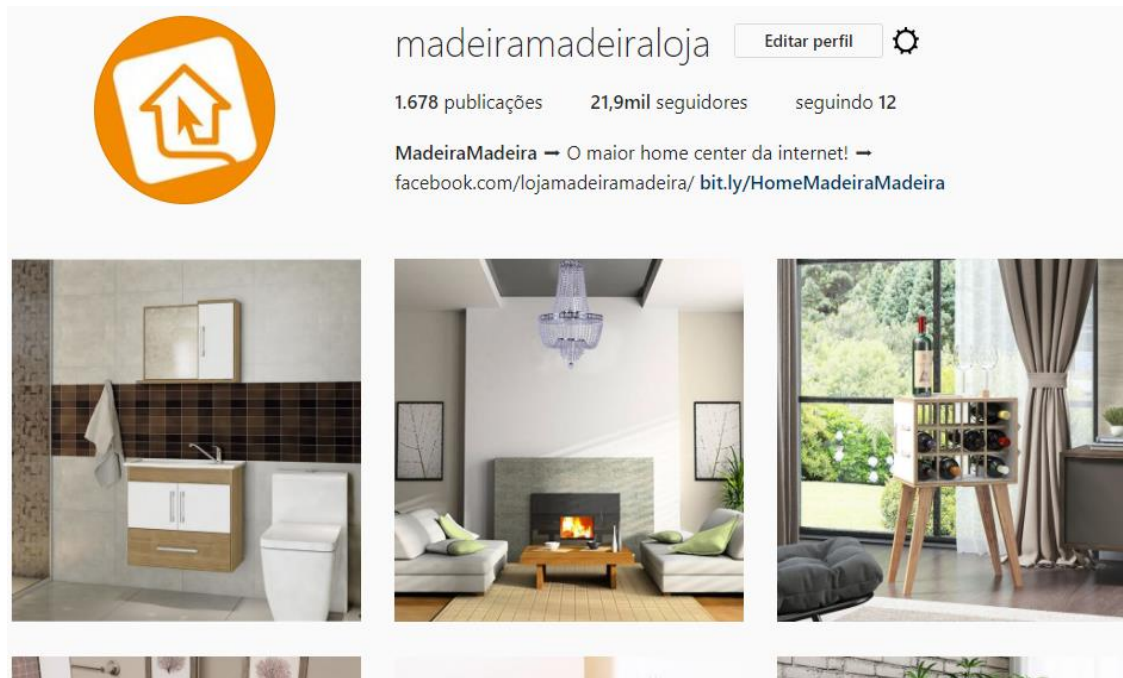 madeiramadeiraloja Editar perfil
1.678 publicações 21,9mil seguidores seguindo 12
MadeiraMadeira ➞ O maior home center da internet! ➞
facebook.com/lojamadeiramadeira/ bit.ly/HomeMadeiraMadeira